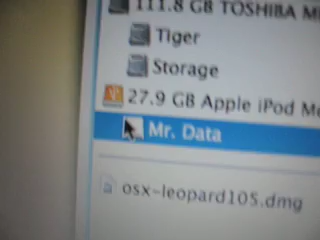 111.8 GB TOSHIBA
Tiger
Storage
27.9 GB Apple iPod
Mr. Data
osx-leopard105.dmg